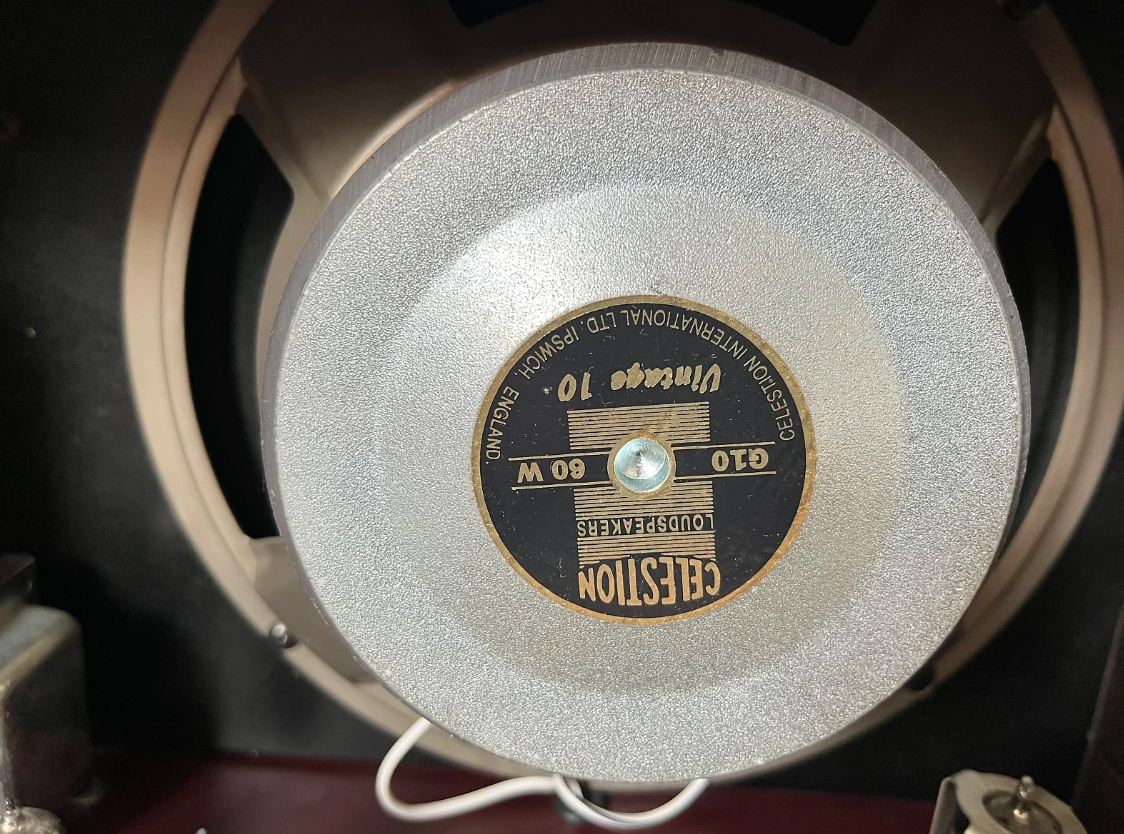 CELESTION
LOUDSPEAKERS
G10 60 W
Vintage 10
CELESTION INTERNATIONAL LTD. IPSWICH ENGLAND.